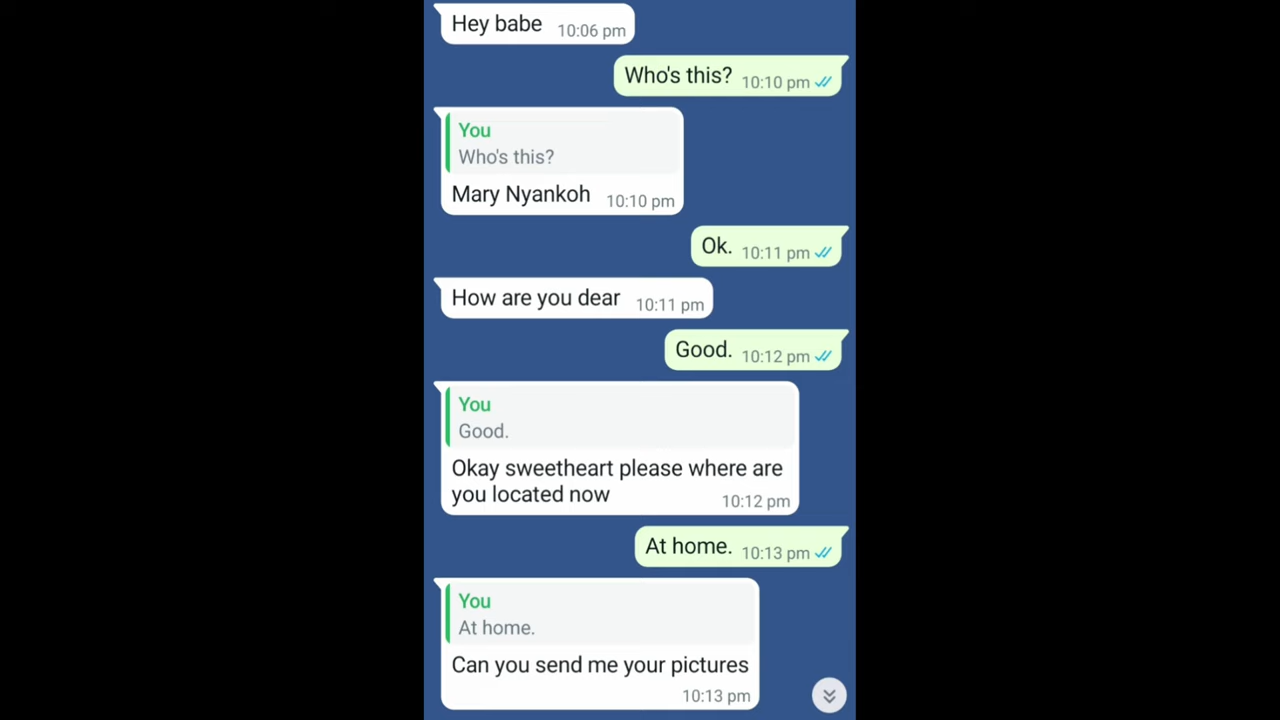 Hey babe 10:06 pm
Who's this? 10:10 pm
You
Who's this?
Mary Nyankoh 10:10 pm
Ok. 10:11 pm
How are you dear 10:11 pm
Good. 10:12 pm
You
Good.
Okay sweetheart please where are
you located now 10:12 pm
At home. 10:13 pm
You
At home.
Can you send me your pictures
10:13 pm